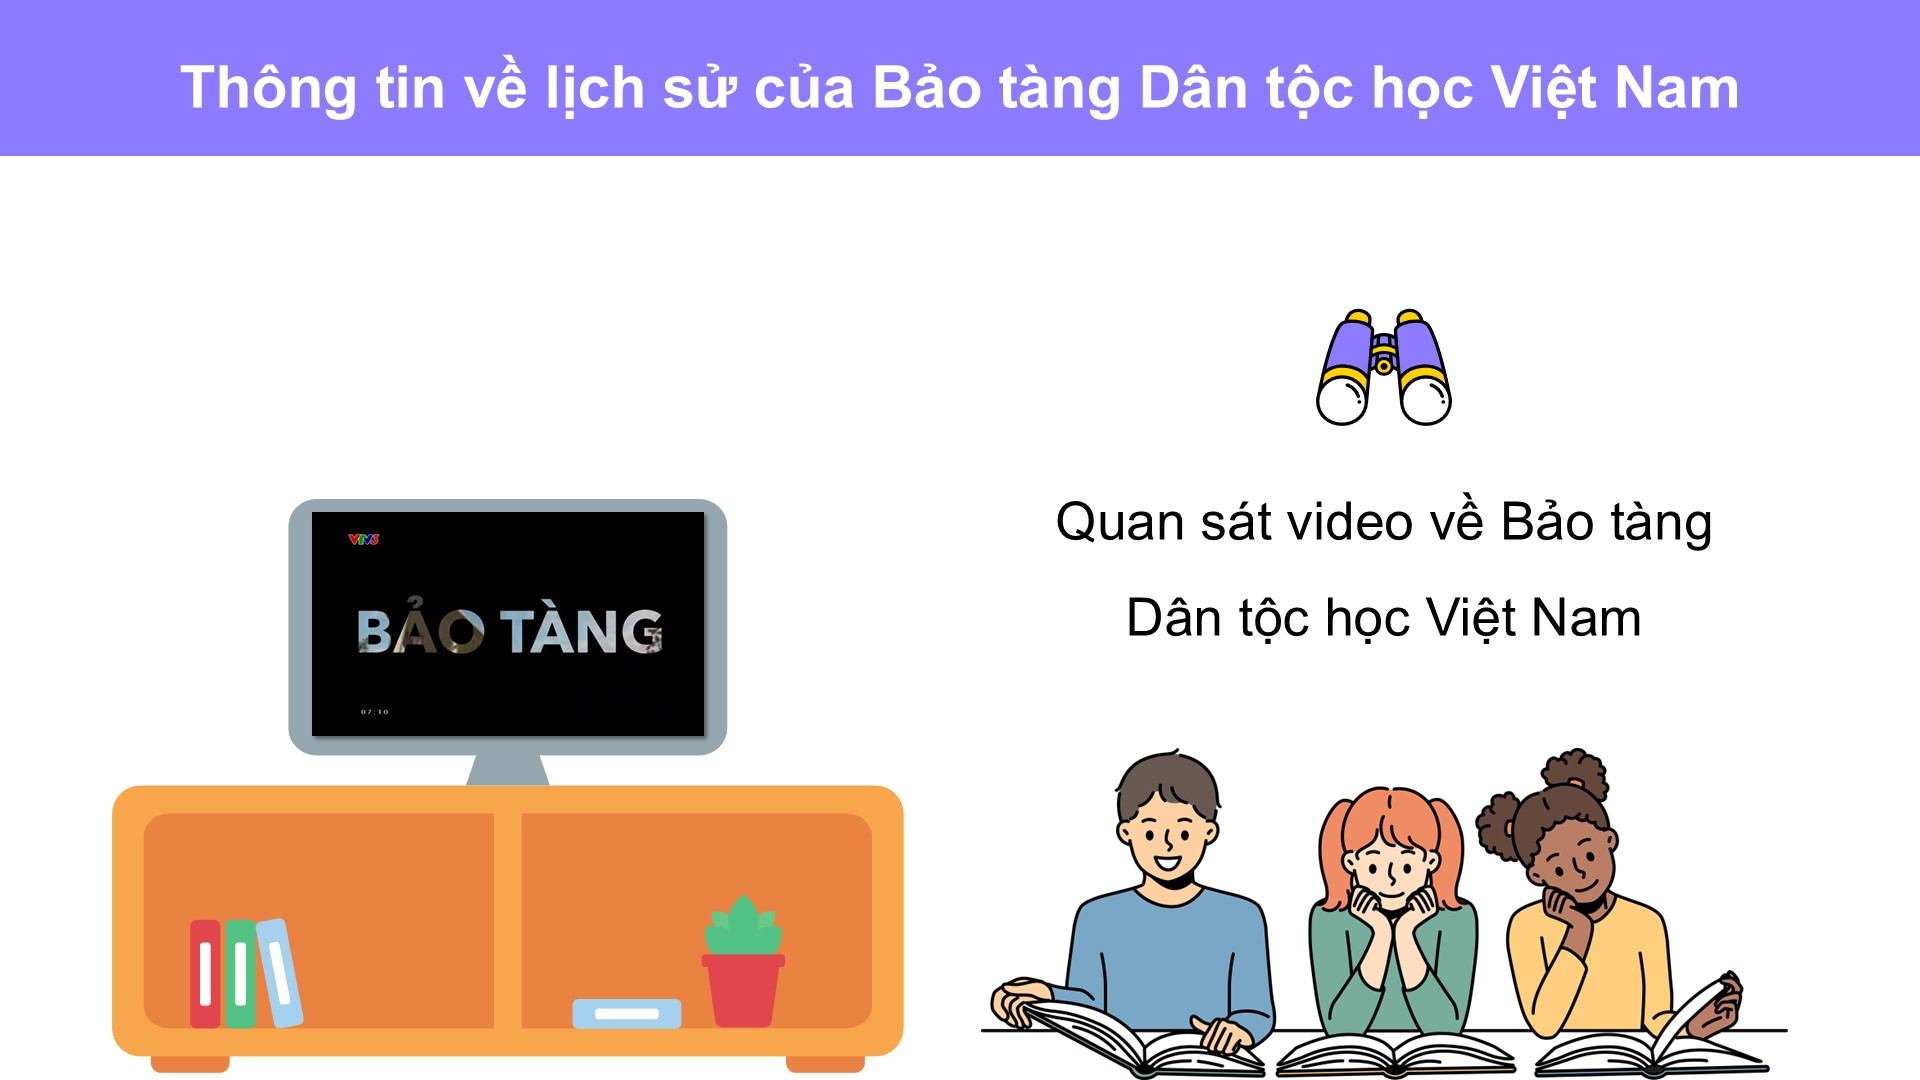 Thông tin về lịch sử của Bảo tàng Dân tộc học Việt Nam
Quan sát video về Bảo tàng
Dân tộc học Việt Nam
VTV3
BẢO TÀNG
07:10